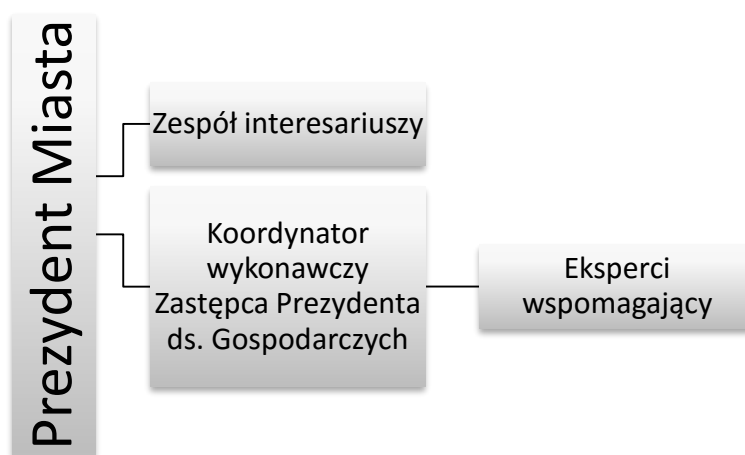 Prezydent Miasta
Zespół interesariuszy
Koordynator
wykonawczy
Zastępca Prezydenta
ds. Gospodarczych
Eksperci
wspomagający